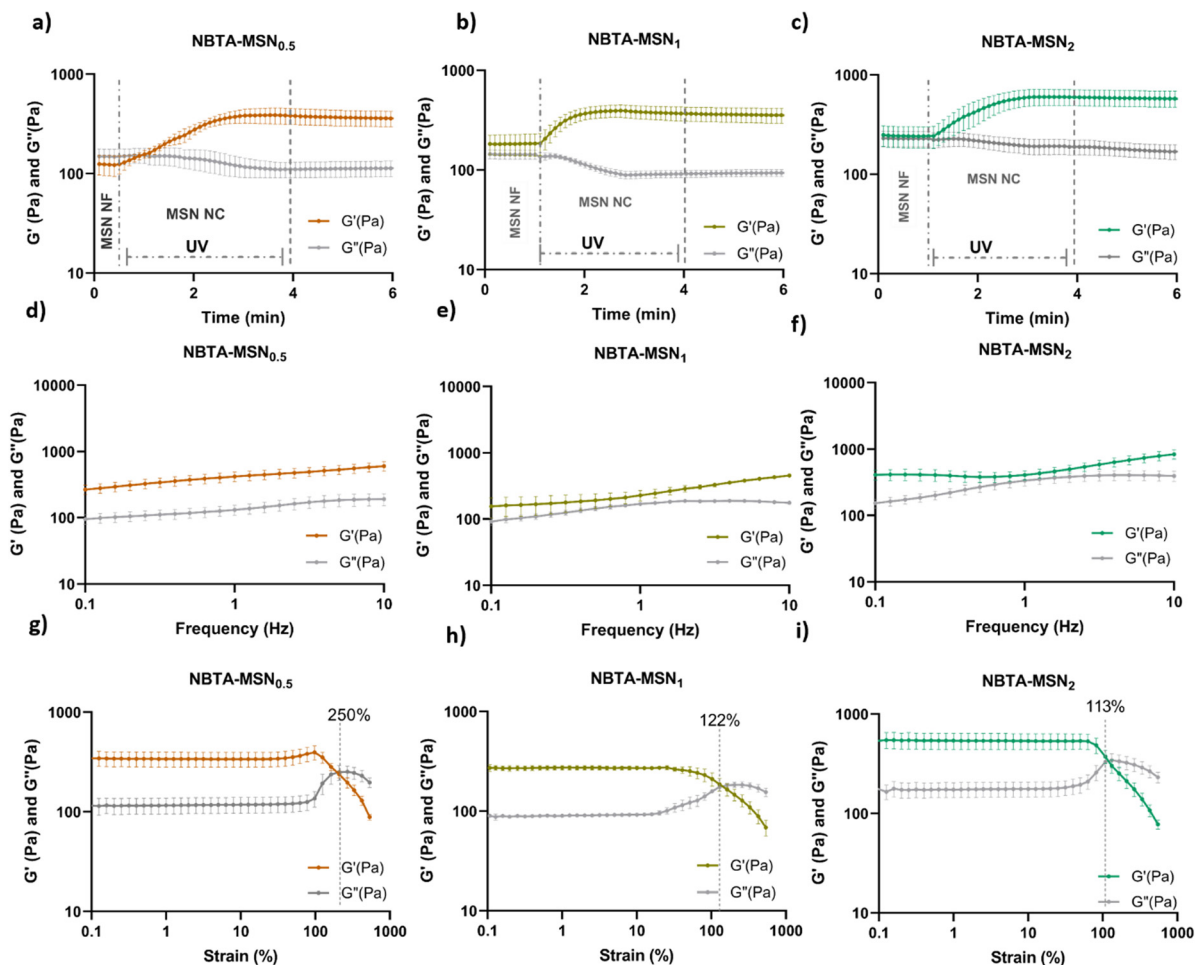 a)
NBTA-MSN0.5
G' (Pa) and G''(Pa)
1000
100
10
MSN NF
MSN NC
UV
G'(Pa)
G''(Pa)
0 2 4 6
Time (min)
b)
NBTA-MSN1
G' (Pa) and G''(Pa)
1000
100
10
MSN NF
MSN NC
UV
G'(Pa)
G''(Pa)
0 2 4 6
Time (min)
c)
NBTA-MSN2
G' (Pa) and G''(Pa)
1000
100
10
MSN NF
MSN NC
UV
G'(Pa)
G''(Pa)
0 2 4 6
Time (min)
d)
NBTA-MSN0.5
G' (Pa) and G''(Pa)
10000
1000
100
10
G'(Pa)
G''(Pa)
0.1 1 10
Frequency (Hz)
e)
NBTA-MSN1
G' (Pa) and G''(Pa)
10000
1000
100
10
G'(Pa)
G''(Pa)
0.1 1 10
Frequency (Hz)
f)
NBTA-MSN2
G' (Pa) and G''(Pa)
10000
1000
100
10
G'(Pa)
G''(Pa)
0.1 1 10
Frequency (Hz)
g)
NBTA-MSN0.5
G' (Pa) and G''(Pa)
1000
100
10
250%
G'(Pa)
G''(Pa)
0.1 1 10 100 1000
Strain (%)
h)
NBTA-MSN1
G' (Pa) and G''(Pa)
1000
100
10
122%
G'(Pa)
G''(Pa)
0.1 1 10 100 1000
Strain (%)
i)
NBTA-MSN2
G' (Pa) and G''(Pa)
1000
100
10
113%
G'(Pa)
G''(Pa)
0.1 1 10 100 1000
Strain (%)